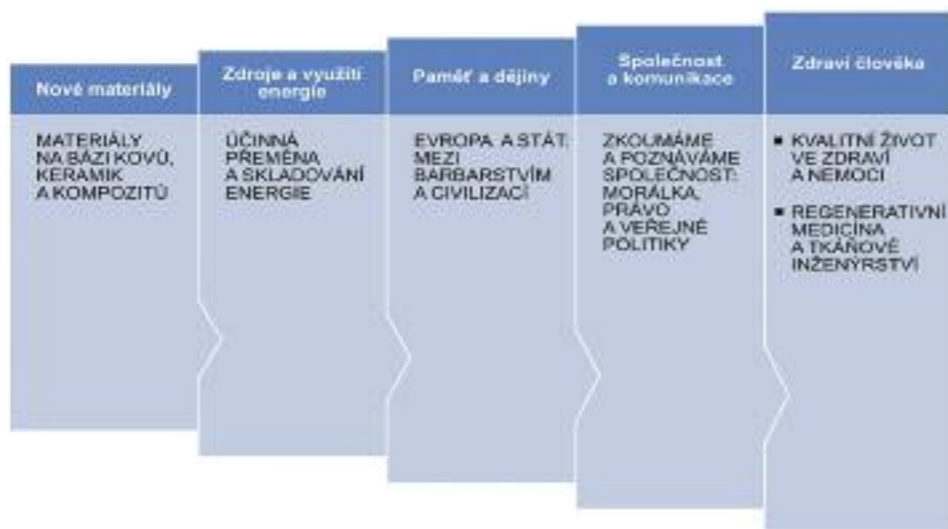 Nové materiály
MATERIÁLY
NA BÁZI KOVŮ,
KERAMIK
A KOMPOZITŮ
Zdroje a využití
energie
ÚČINNÁ
PŘEMĚNA
A SKLADOVÁNÍ
ENERGIE
Paměť a dějiny
EVROPA A STÁT:
MEZI
BARBARSTVÍM
A CIVILIZACÍ
Společnost
a komunikace
ZKOUMÁME
A POZNÁVÁME
SPOLEČNOST:
MORÁLKA,
PRÁVO
A VEŘEJNÉ
POLITIKY
Zdraví člověka
▪ KVALITNÍ ŽIVOT
VE ZDRAVÍ
A NEMOCI
▪ REGENERATIVNÍ
MEDICÍNA
A TKÁŇOVÉ
INŽENÝRSTVÍ